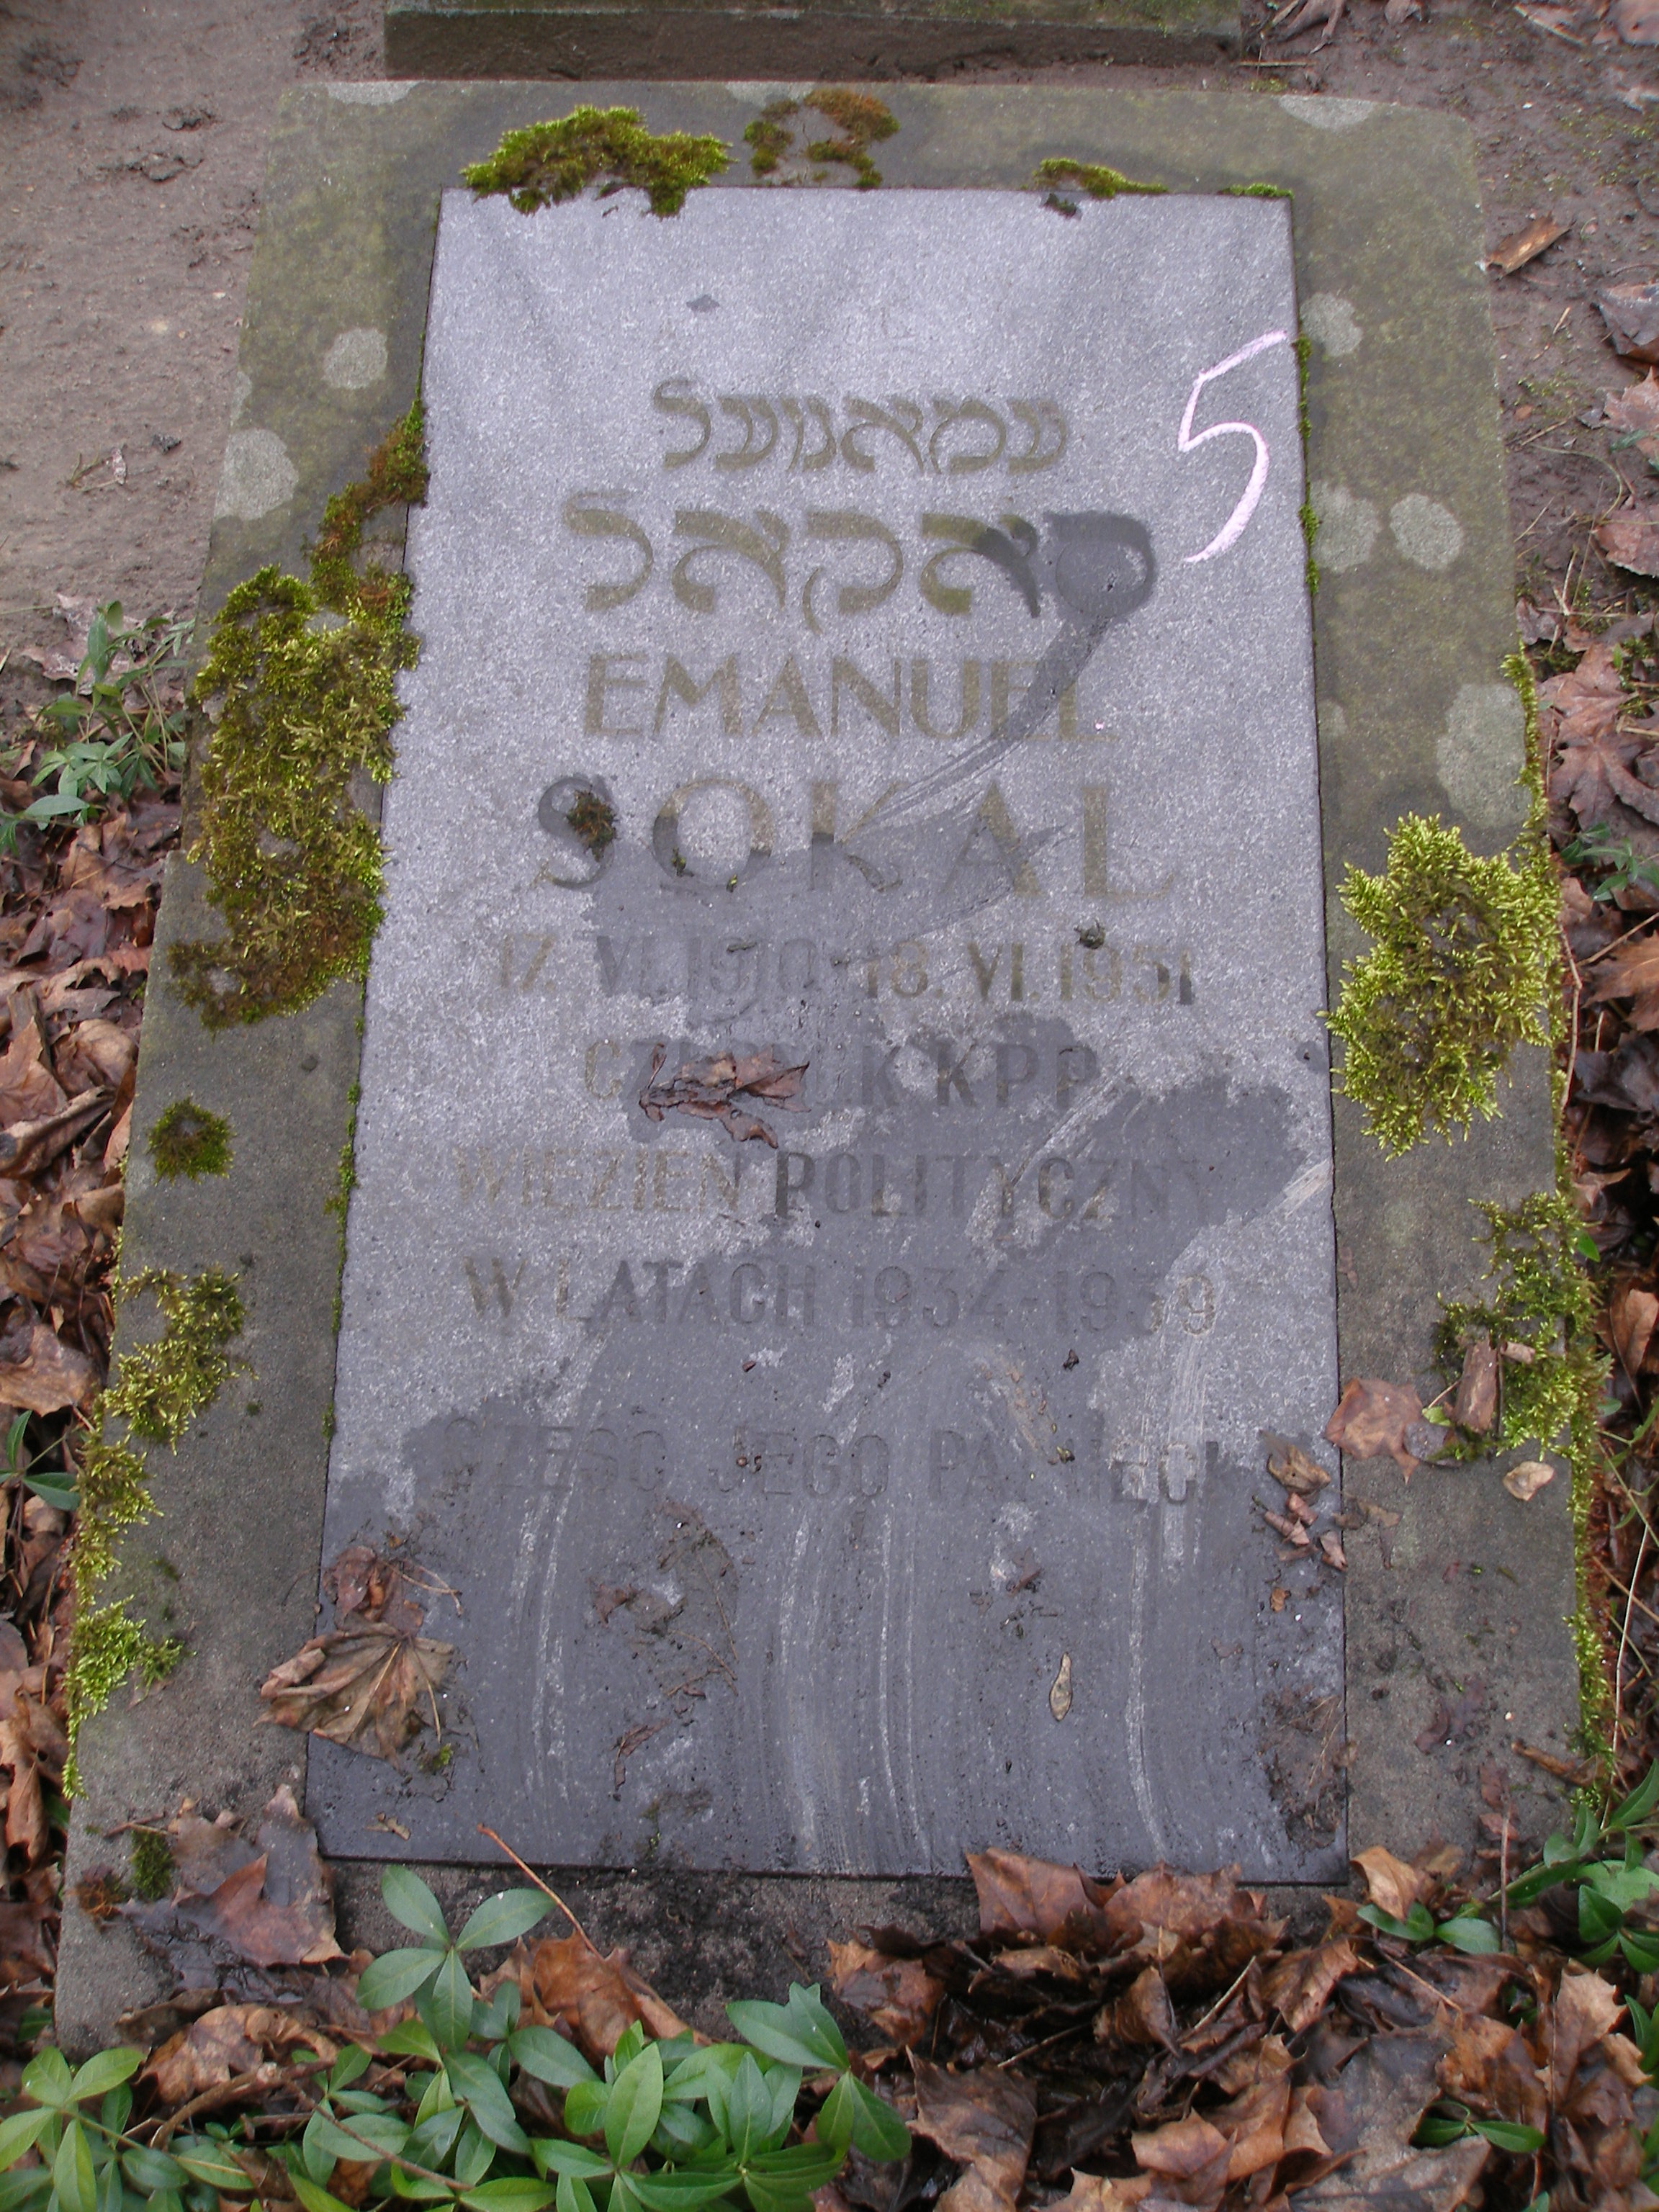 עמאנועל
סאקאל
5
EMANUEL
SOKAL
17. VI. 1910 - 18. VI. 1951
CZŁONEK KPP
WIĘZIEŃ POLITYCZNY
W LATACH 1934-1939
CZEŚĆ JEGO PAMIĘCI